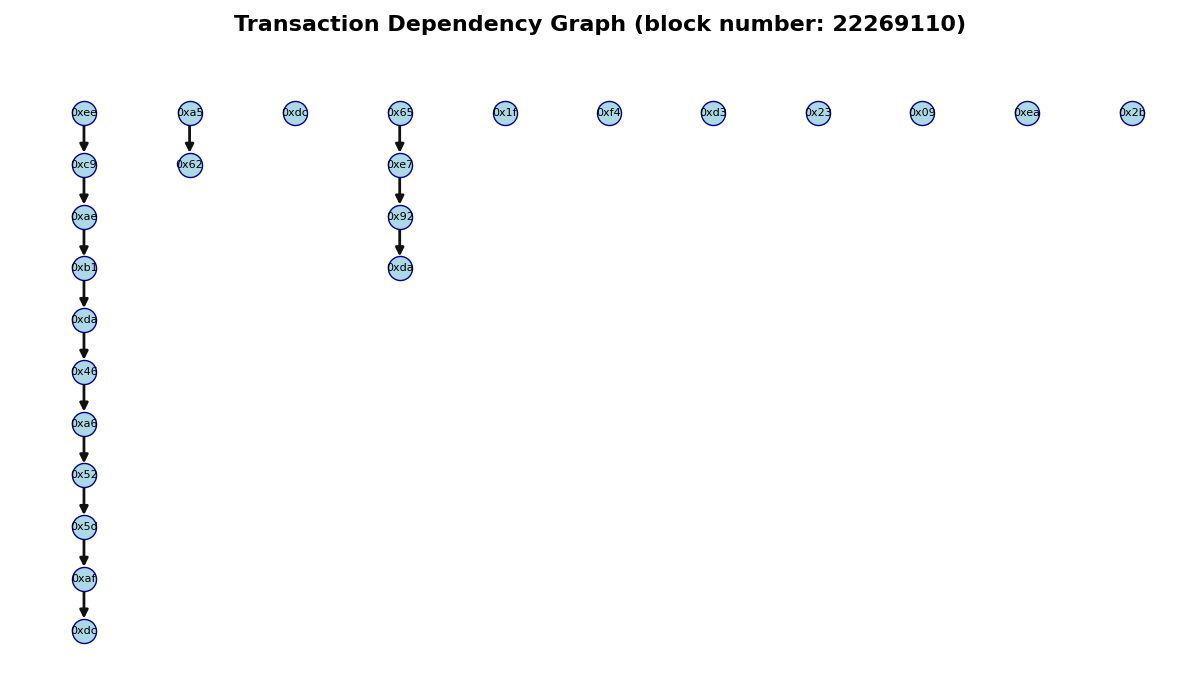 Transaction Dependency Graph (block number: 22269110)
0xee 0xa5 0xdc 0x65 0x1f 0xf4 0xd3 0x23 0x09 0xea 0x2b
0xc9 0x62 0xe7
0xae 0x92
0xb1 0xda
0xda
0x46
0xa6
0x52
0x5c
0xaf
0xdc